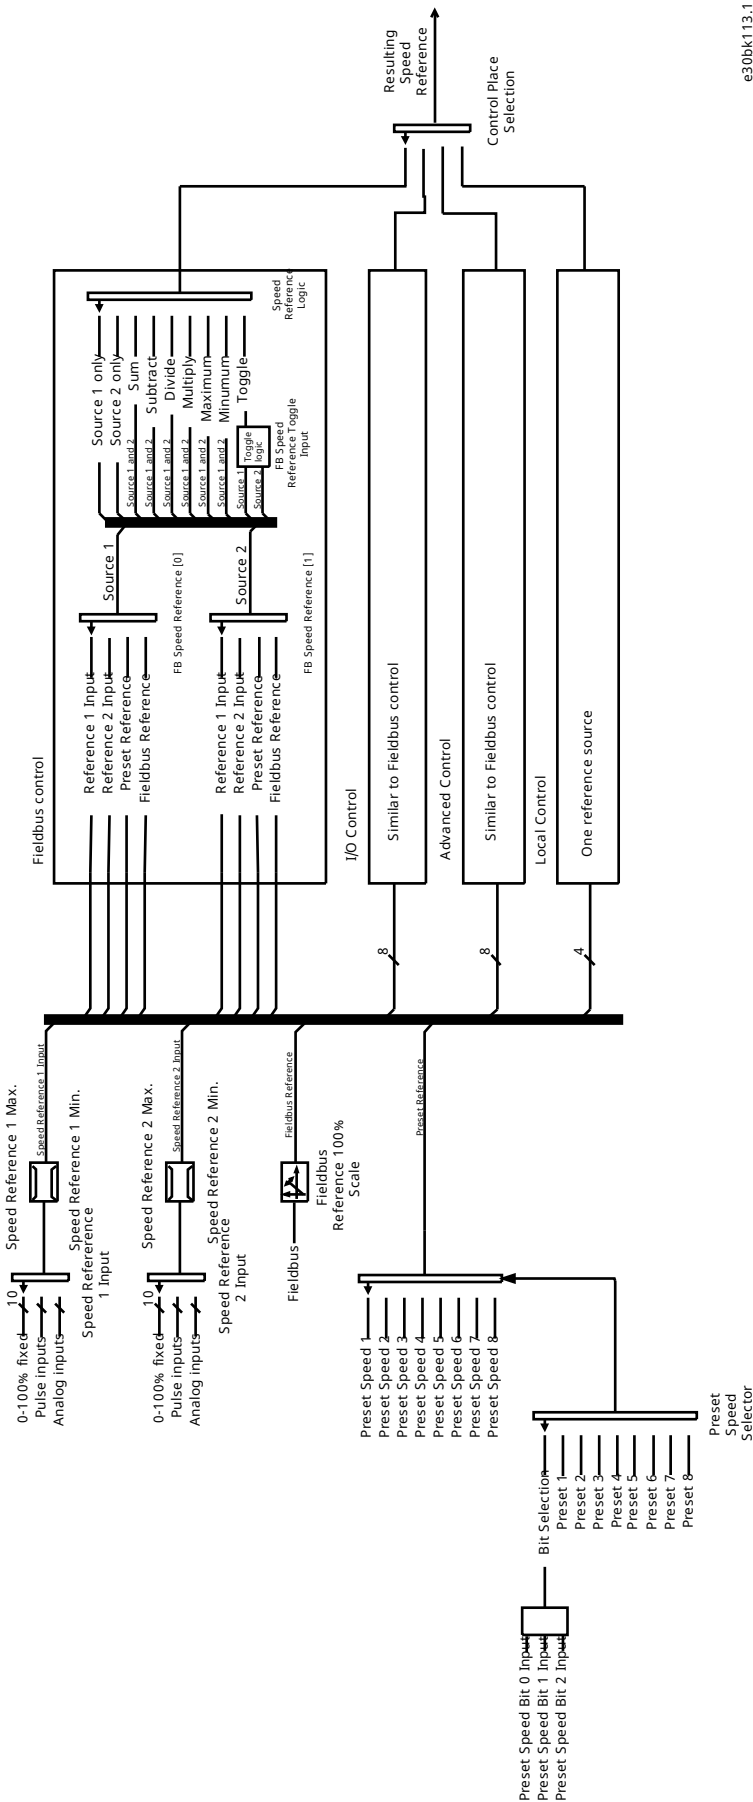 e30bk113.1
Speed Reference 1 Max.
0-100% fixed
Pulse inputs
Analog inputs
10
Speed Reference 1 Input
Speed Reference 1 Min.
Speed Refererence
1 Input
Speed Reference 2 Max.
0-100% fixed
Pulse inputs
Analog inputs
10
Speed Reference 2 Input
Speed Reference 2 Min.
Speed Reference
2 Input
Fieldbus
Fieldbus Reference
Fieldbus
Reference 100%
Scale
Preset Speed 1
Preset Speed 2
Preset Speed 3
Preset Speed 4
Preset Speed 5
Preset Speed 6
Preset Speed 7
Preset Speed 8
Preset Reference
Preset Speed Bit 0 Input
Preset Speed Bit 1 Input
Preset Speed Bit 2 Input
Bit Selection
Preset 1
Preset 2
Preset 3
Preset 4
Preset 5
Preset 6
Preset 7
Preset 8
Preset
Speed
Selector
Fieldbus control
Reference 1 Input
Reference 2 Input
Preset Reference
Fieldbus Reference
Source 1
FB Speed Reference [0]
Reference 1 Input
Reference 2 Input
Preset Reference
Fieldbus Reference
Source 2
FB Speed Reference [1]
Source 1 only
Source 2 only
Source 1 and 2
Sum
Source 1 and 2
Subtract
Source 1 and 2
Divide
Source 1 and 2
Multiply
Source 1 and 2
Maximum
Source 1 and 2
Minumum
Source 1
Source 2
Toggle
logic
Toggle
FB Speed
Reference Toggle
Input
Speed
Reference
Logic
I/O Control
8
Similar to Fieldbus control
Advanced Control
8
Similar to Fieldbus control
Local Control
4
One reference source
Resulting
Speed
Reference
Control Place
Selection